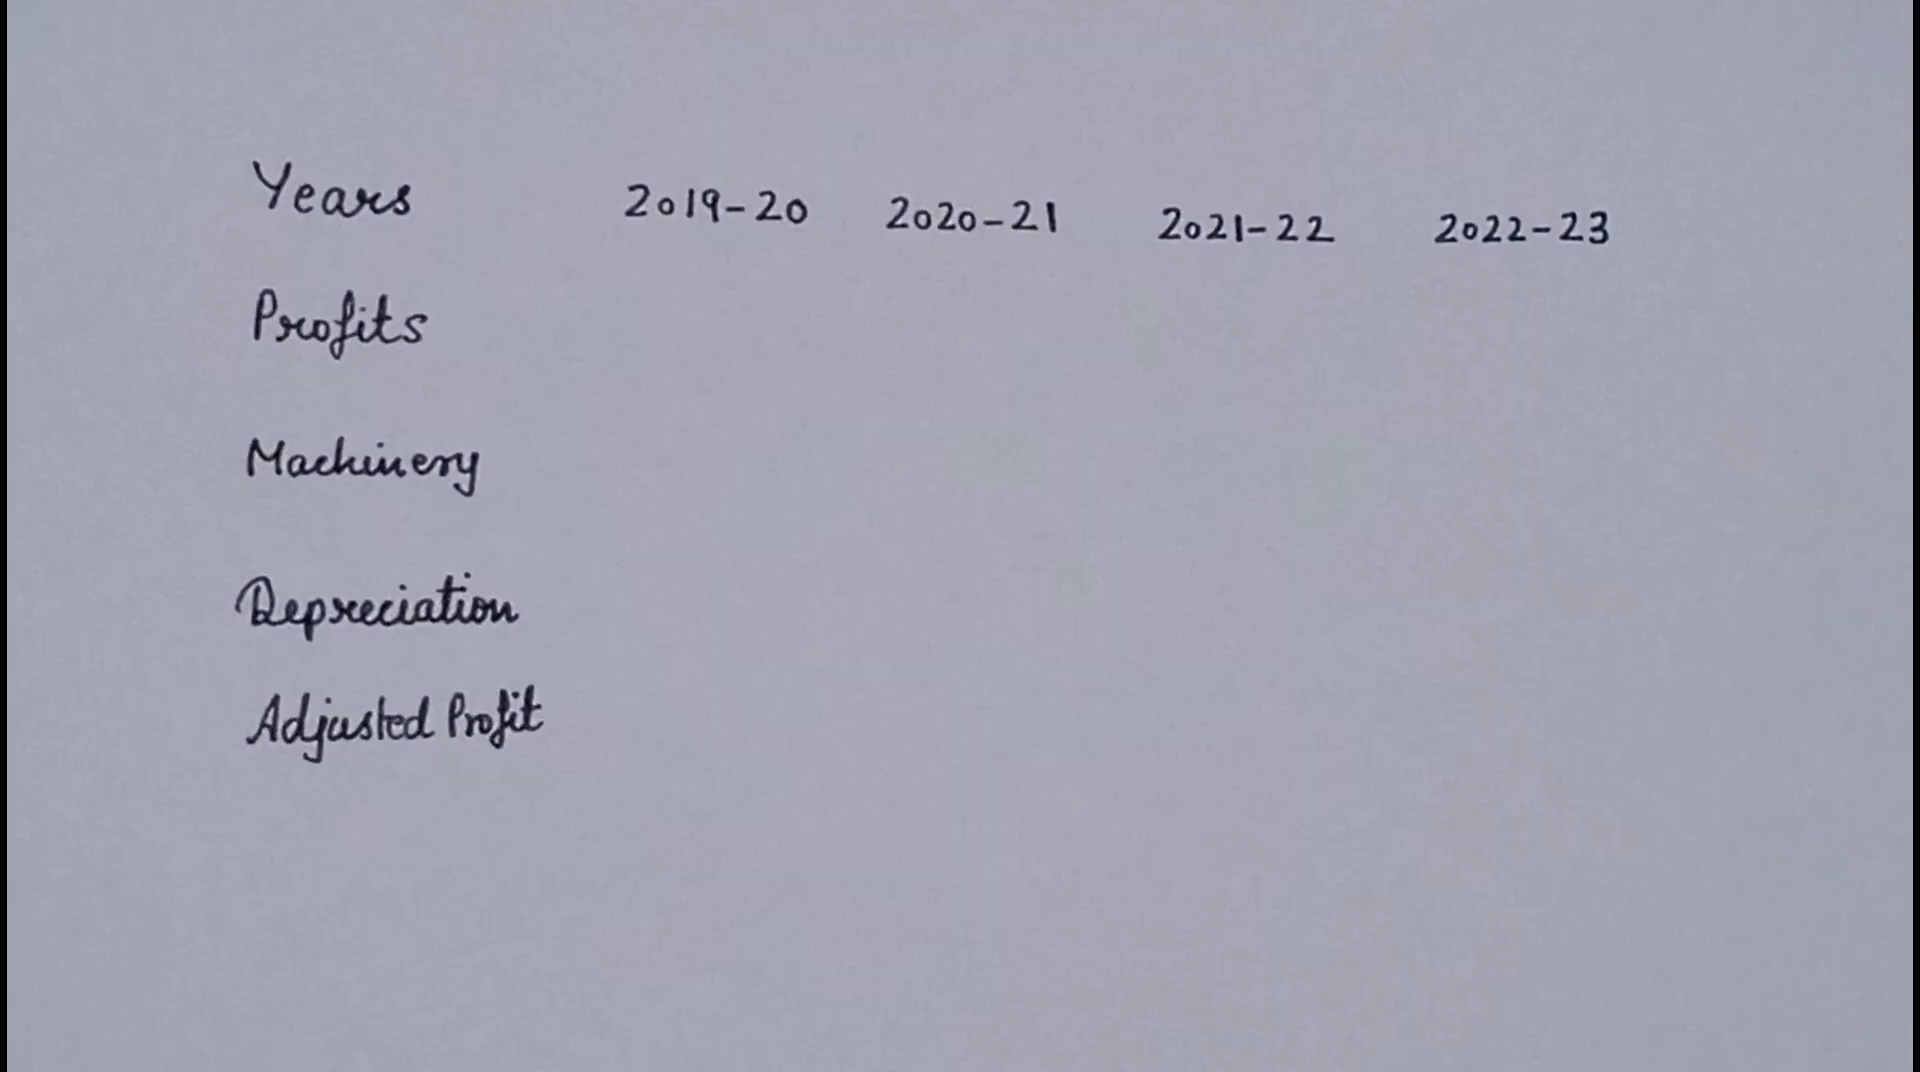 Years 2019-20 2020-21 2021-22 2022-23
Profits
Machinery
Depreciation
Adjusted Profit